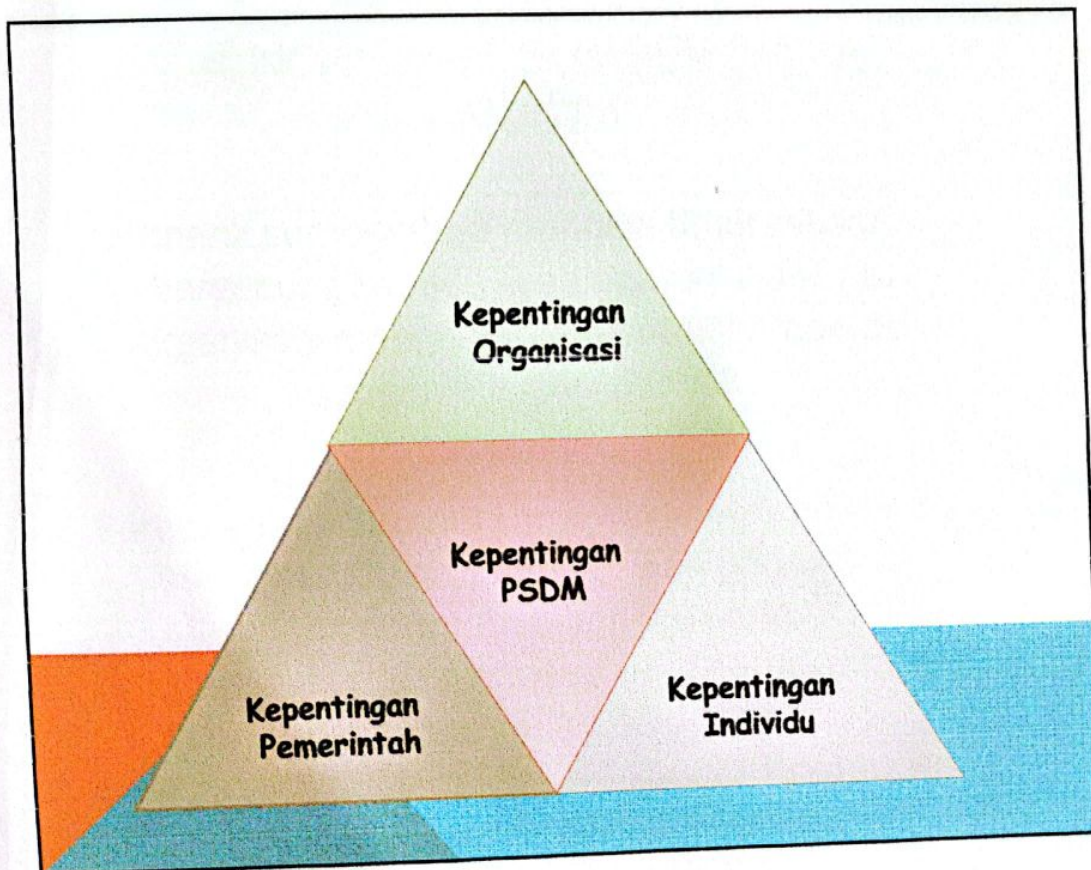 Kepentingan
Organisasi
Kepentingan
PSDM
Kepentingan
Pemerintah
Kepentingan
Individu